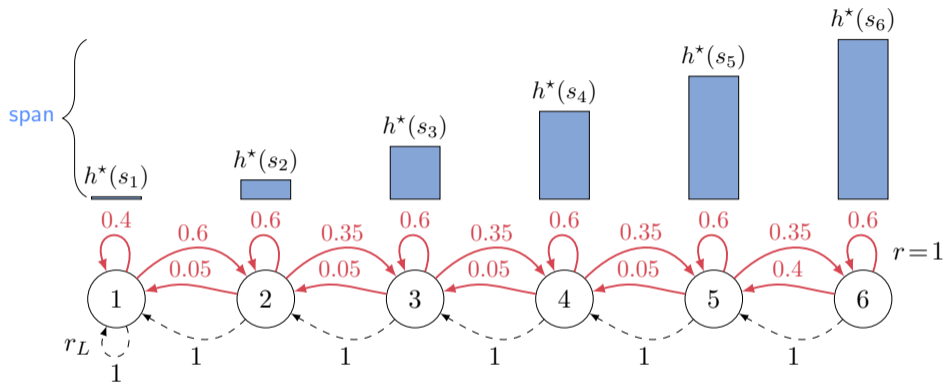 h⋆(s₆)
h⋆(s₅)
h⋆(s₄)
span
h⋆(s₃)
h⋆(s₂)
h⋆(s₁)
0.4 0.6 0.6 0.6 0.6 0.6
0.6 0.35 0.35 0.35 0.35
r=1
0.05 0.05 0.05 0.05 0.4
1 2 3 4 5 6
r_L
1 1 1 1 1
1